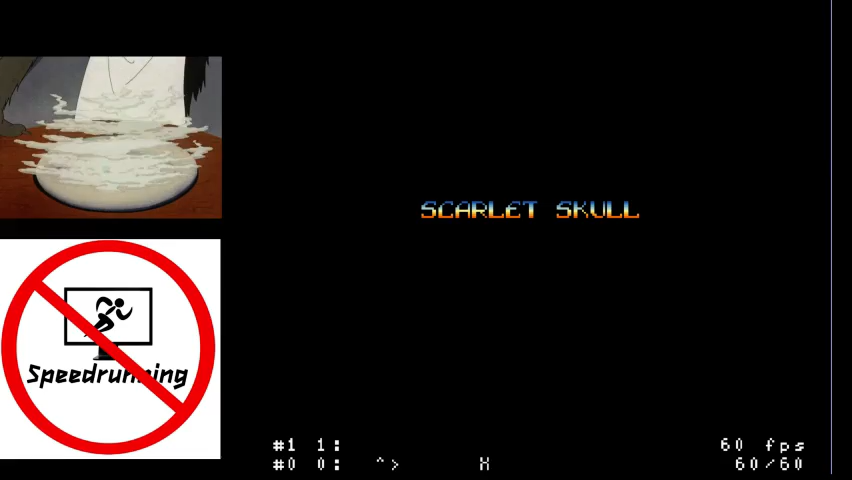 SCARLET SKULL
Speedrunning
#1 1: 60 fps
#0 0: ^> X 60/60